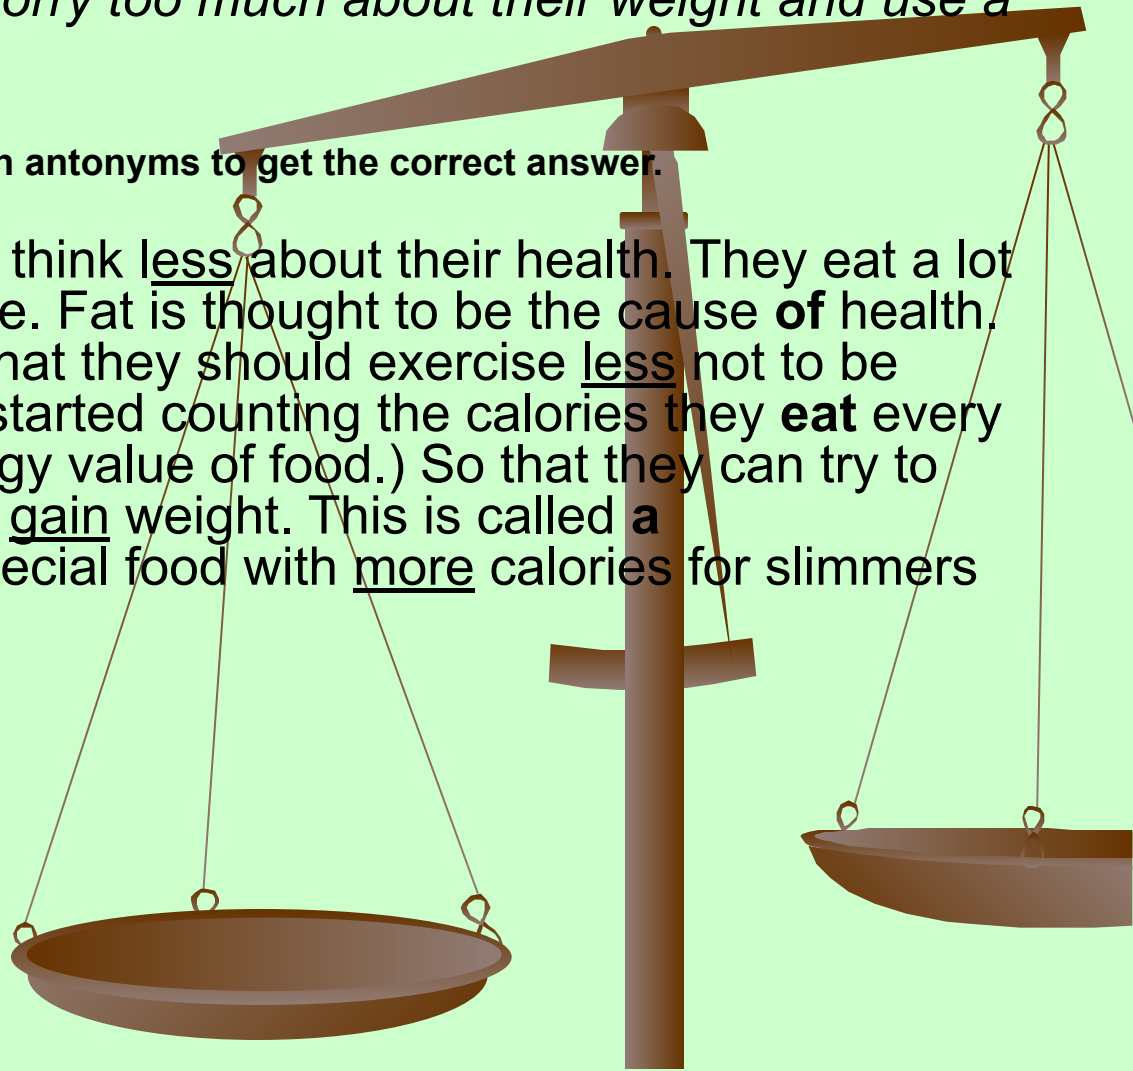 orry too much about their weight and use a
n antonyms to get the correct answer.
think less about their health. They eat a lot
e. Fat is thought to be the cause of health.
hat they should exercise less not to be
started counting the calories they eat every
gy value of food.) So that they can try to
gain weight. This is called a
ecial food with more calories for slimmers